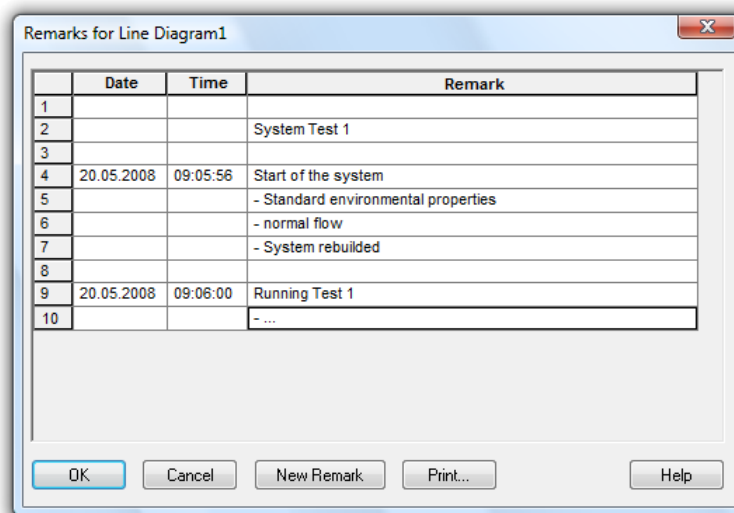 Remarks for Line Diagram1
Date Time Remark
1
2 System Test 1
3
4 20.05.2008 09:05:56 Start of the system
5 - Standard environmental properties
6 - normal flow
7 - System rebuilded
8
9 20.05.2008 09:06:00 Running Test 1
10 - ...
OK Cancel New Remark Print... Help